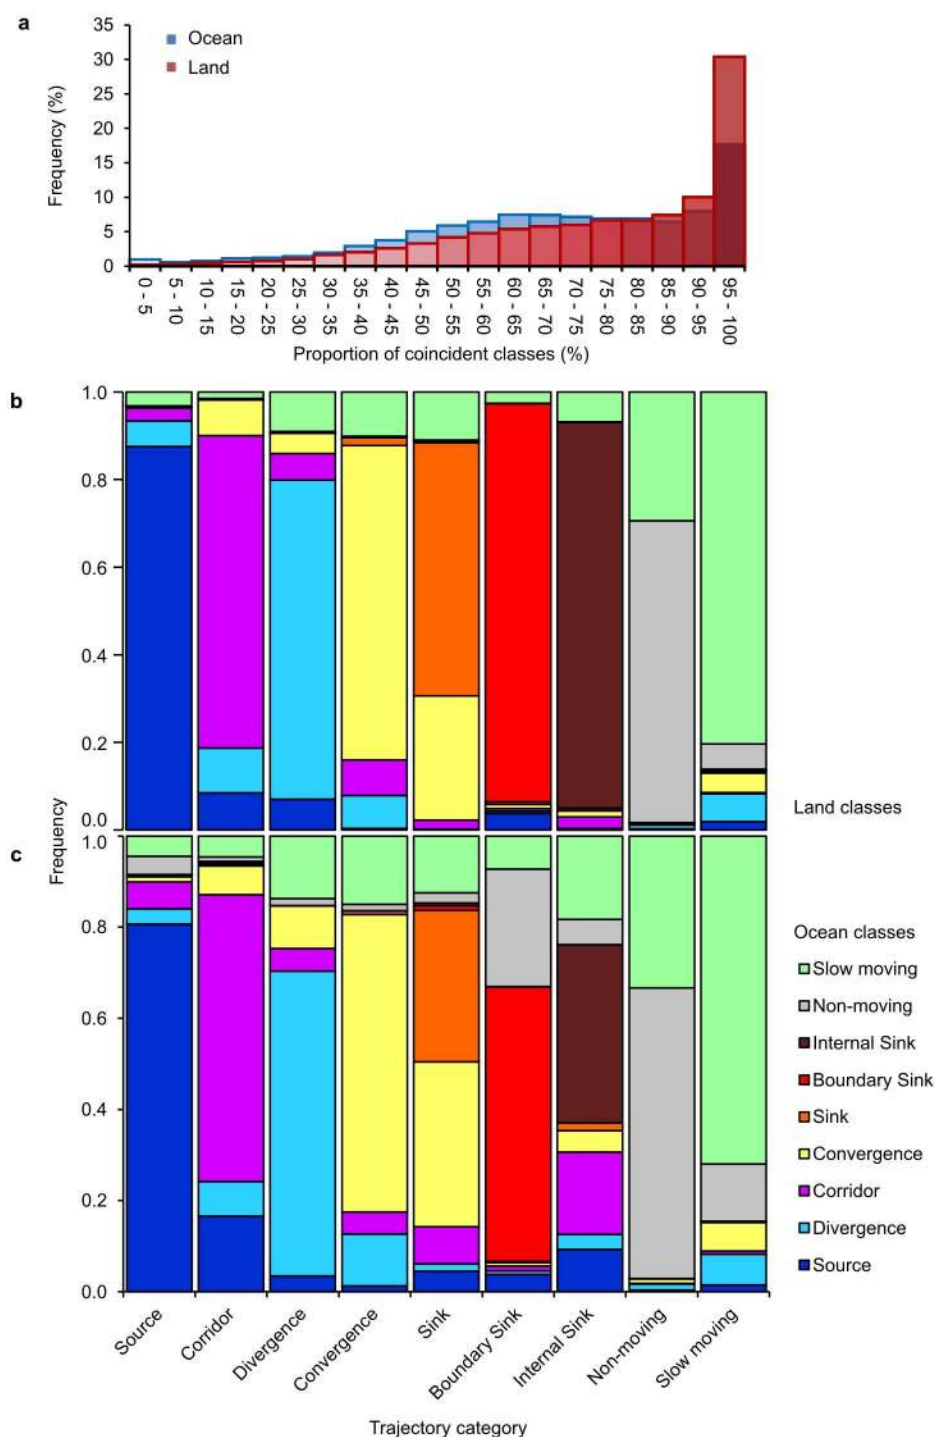 a
35
30
25
20
15
10
5
0
Frequency (%)
Ocean
Land
0 - 5
5 - 10
10 - 15
15 - 20
20 - 25
25 - 30
30 - 35
35 - 40
40 - 45
45 - 50
50 - 55
55 - 60
60 - 65
65 - 70
70 - 75
75 - 80
80 - 85
85 - 90
90 - 95
95 - 100
Proportion of coincident classes (%)
b
1.0
0.8
0.6
0.4
0.2
0.0
Land classes
Frequency
c
1.0
0.8
0.6
0.4
0.2
0.0
Ocean classes
Slow moving
Non-moving
Internal Sink
Boundary Sink
Sink
Convergence
Corridor
Divergence
Source
Source
Corridor
Divergence
Convergence
Sink
Boundary Sink
Internal Sink
Non-moving
Slow moving
Trajectory category